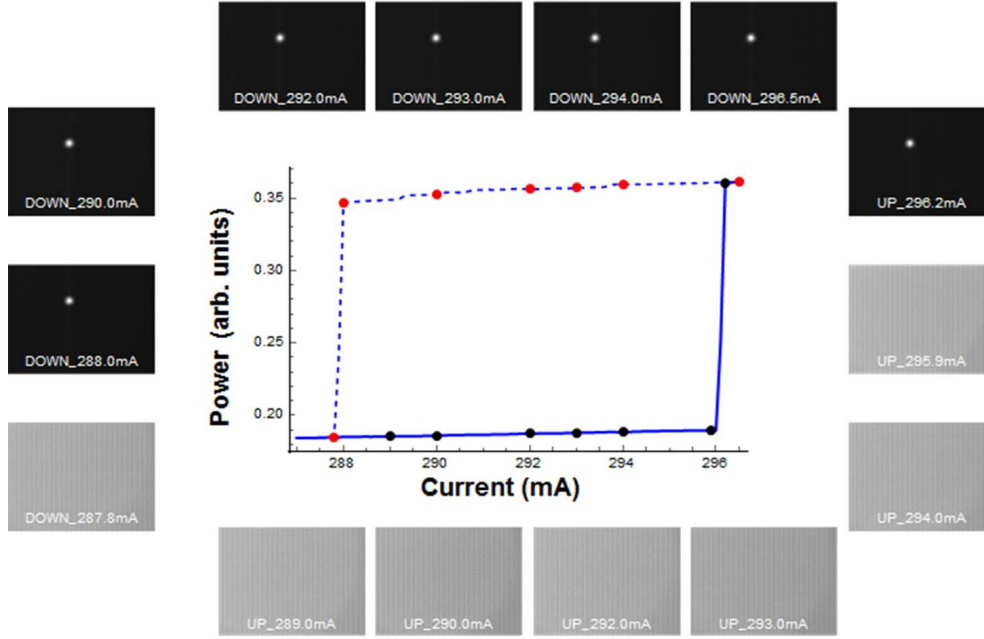 DOWN_292.0mA
DOWN_293.0mA
DOWN_294.0mA
DOWN_296.5mA
DOWN_290.0mA
UP_296.2mA
DOWN_288.0mA
UP_295.9mA
DOWN_287.8mA
UP_294.0mA
Power (arb. units)
0.35
0.30
0.25
0.20
288 290 292 294 296
Current (mA)
UP_289.0mA
UP_290.0mA
UP_292.0mA
UP_293.0mA